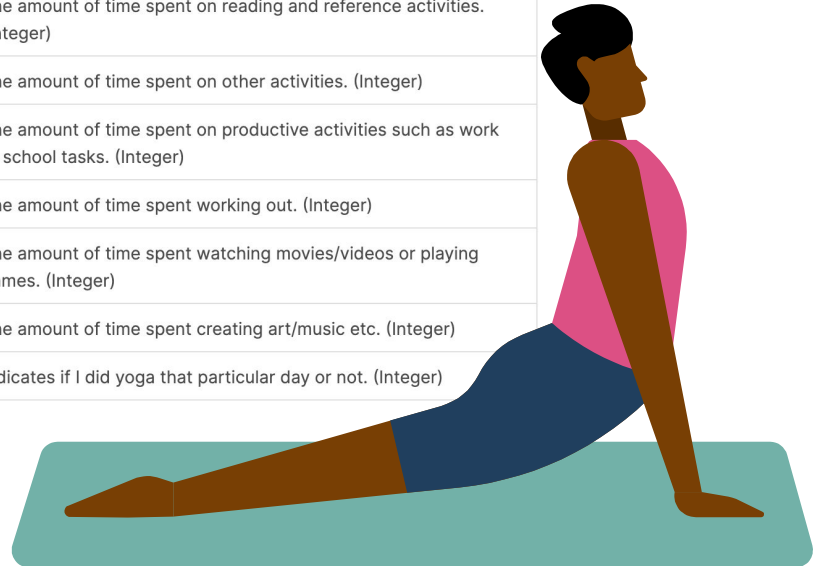 e amount of time spent on reading and reference activities.
teger)
e amount of time spent on other activities. (Integer)
e amount of time spent on productive activities such as work
school tasks. (Integer)
e amount of time spent working out. (Integer)
e amount of time spent watching movies/videos or playing
mes. (Integer)
e amount of time spent creating art/music etc. (Integer)
dicates if I did yoga that particular day or not. (Integer)